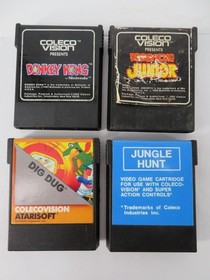 COLECO
VISION
PRESENTS
DONKEY KONG
COLECO
VISION
PRESENTS
JUNIOR
DIG DUG
COLECOVISION
ATARISOFT
JUNGLE
HUNT
VIDEO GAME CARTRIDGE
FOR USE WITH COLECO-
VISION* AND SUPER
ACTION CONTROLS*
*Trademarks of Coleco
Industries Inc.